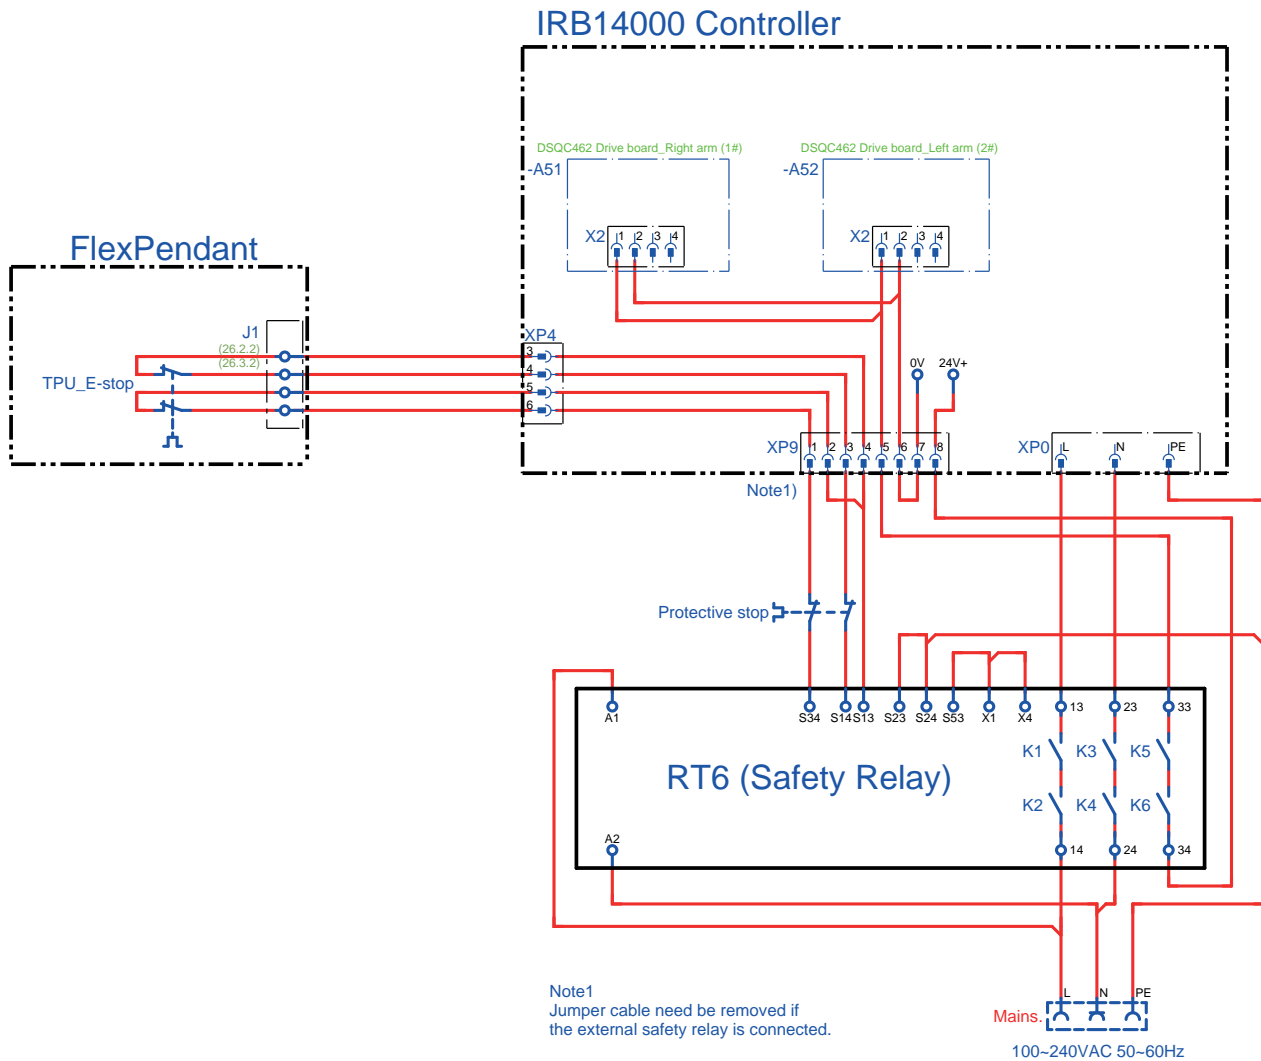 IRB14000 Controller
DSQC462 Drive board_Right arm (1#)
DSQC462 Drive board_Left arm (2#)
-A51
-A52
X2 1 2 3 4
X2 1 2 3 4
FlexPendant
J1
(26.2.2)
(26.3.2)
TPU_E-stop
XP4
3
4
5
6
0V 24V+
XP9 1 2 3 4 5 6 7 8
XP0 L N PE
Note1)
Protective stop
A1 S34 S14 S13 S23 S24 S53 X1 X4 13 23 33
K1 K3 K5
RT6 (Safety Relay)
K2 K4 K6
A2 14 24 34
Note1
Jumper cable need be removed if
the external safety relay is connected.
L N PE
Mains.
100~240VAC 50~60Hz